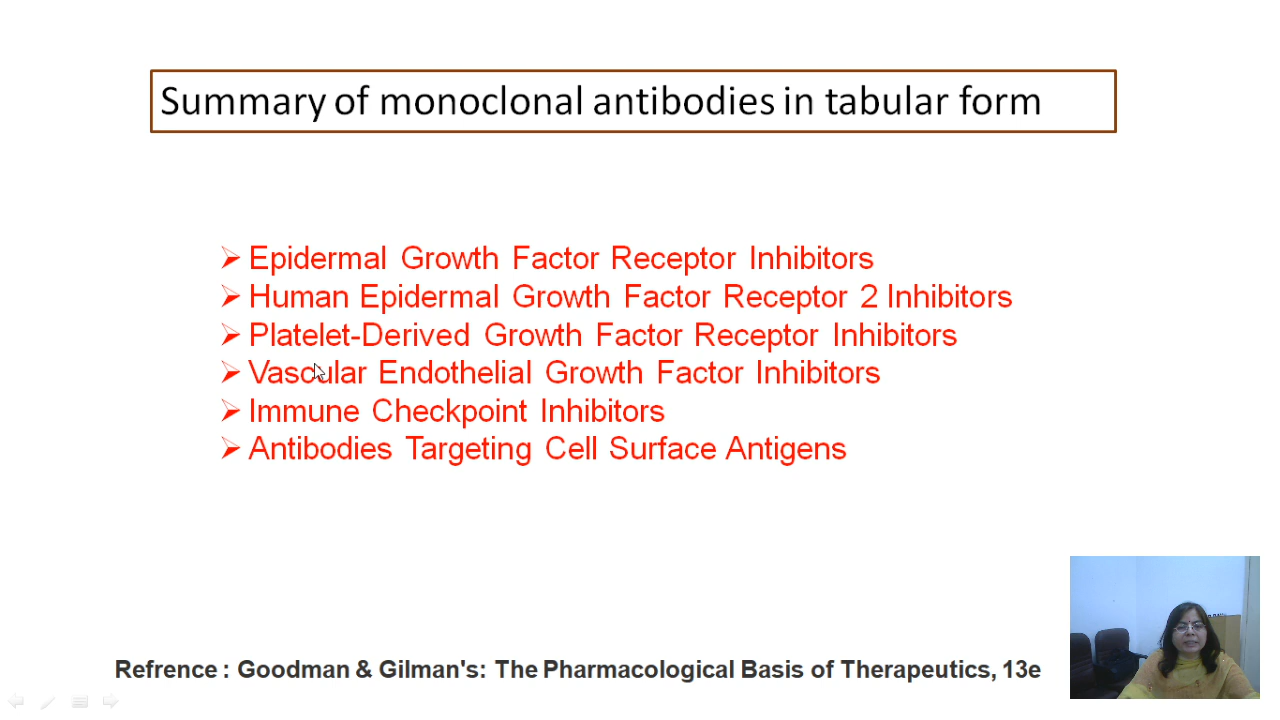 Summary of monoclonal antibodies in tabular form
Epidermal Growth Factor Receptor Inhibitors
Human Epidermal Growth Factor Receptor 2 Inhibitors
Platelet-Derived Growth Factor Receptor Inhibitors
Vascular Endothelial Growth Factor Inhibitors
Immune Checkpoint Inhibitors
Antibodies Targeting Cell Surface Antigens
Refrence : Goodman & Gilman's: The Pharmacological Basis of Therapeutics, 13e